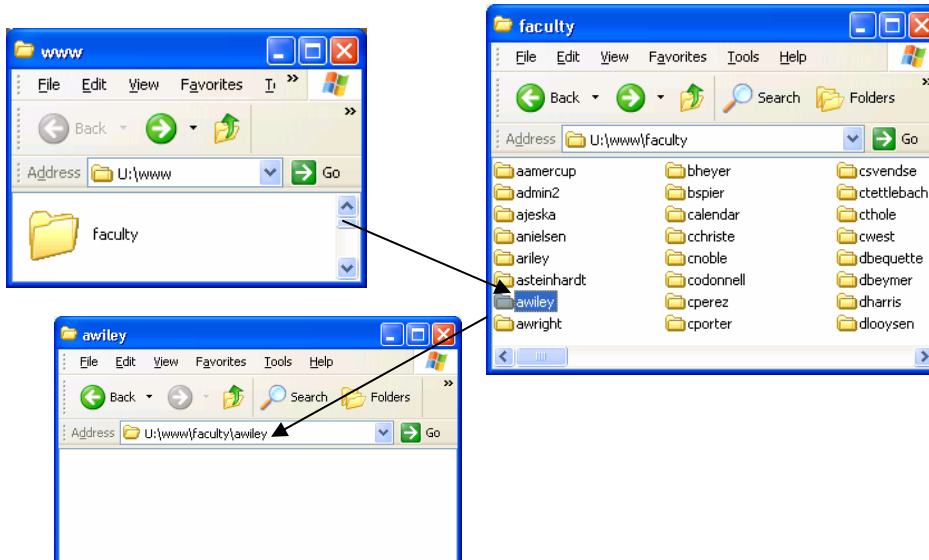 www
File Edit View Favorites »
Back »
Address U:\www Go
faculty
faculty
File Edit View Favorites Tools Help
Back Search Folders »
Address U:\www\faculty Go
aamercup bheyer csvendse
admin2 bspier ctettlebach
ajeska calendar cthole
anielsen cchriste cwest
ariley cnoble dbequette
asteinhardt codonnell dbeymer
awiley cperez dharris
awright cporter dlooysen
awiley
File Edit View Favorites Tools Help
Back Search Folders »
Address U:\www\faculty\awiley Go